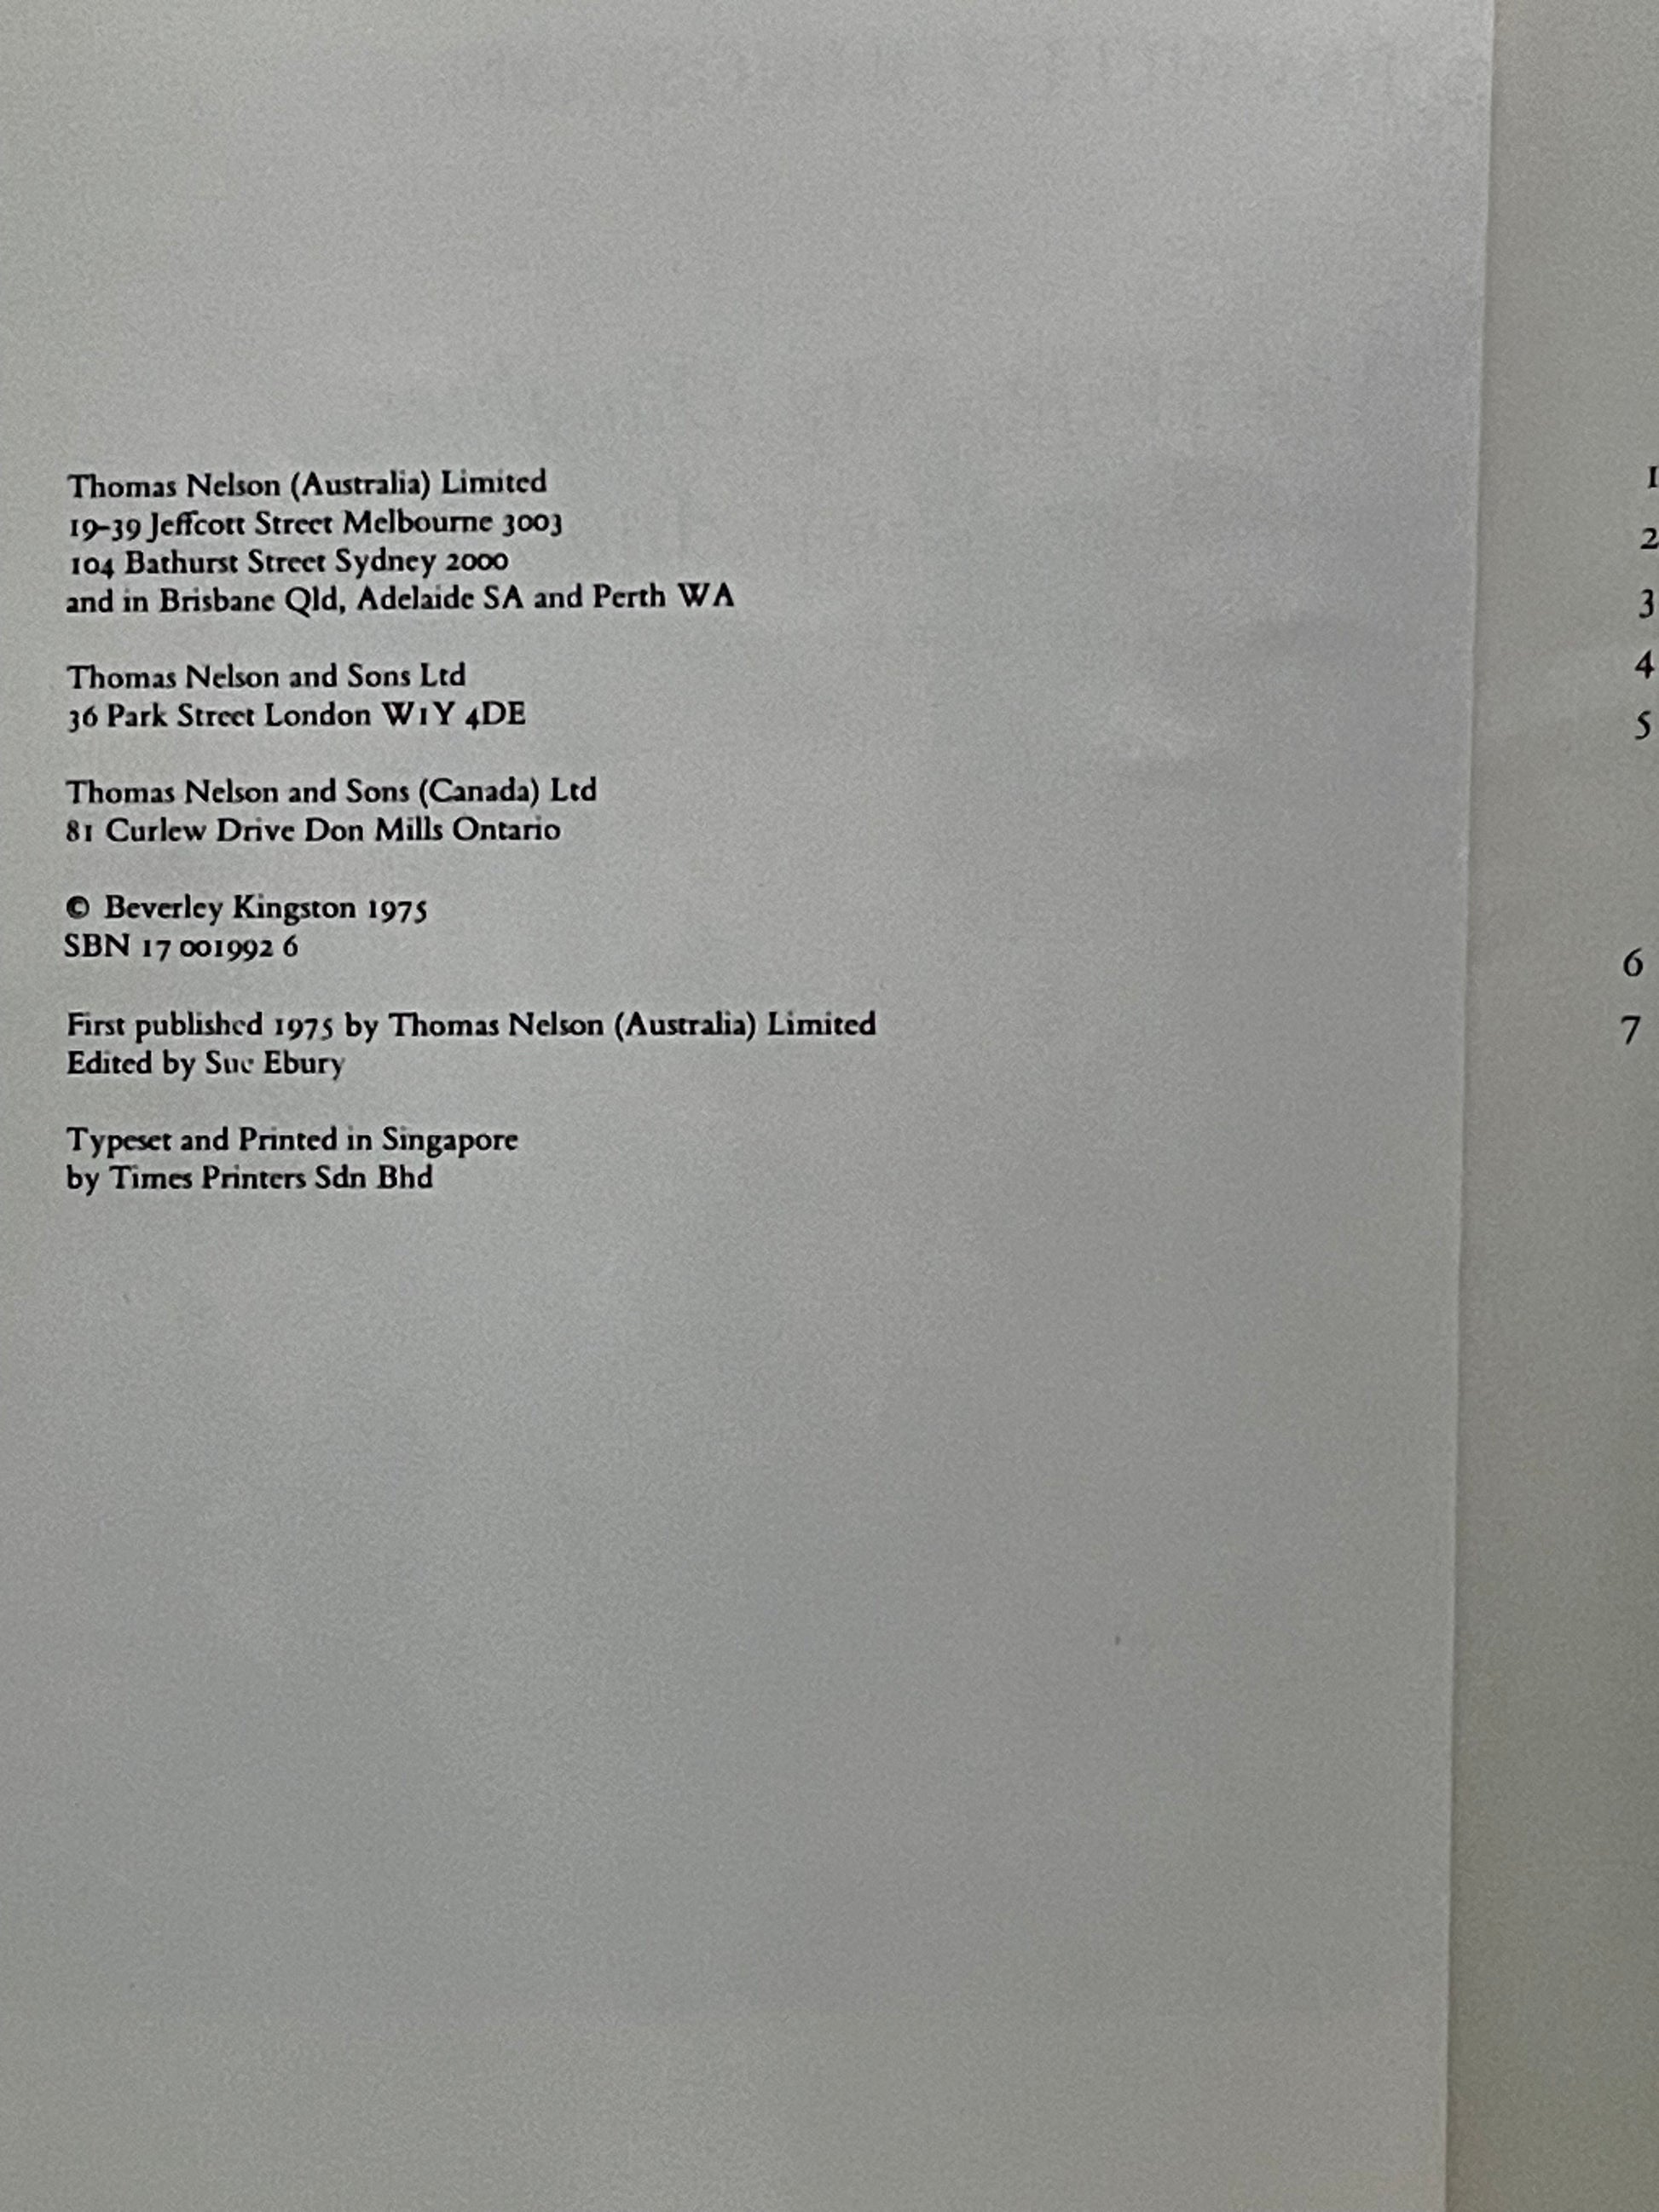 Thomas Nelson (Australia) Limited
19–39 Jeffcott Street Melbourne 3003
104 Bathurst Street Sydney 2000
and in Brisbane Qld, Adelaide SA and Perth WA
Thomas Nelson and Sons Ltd
36 Park Street London W1Y 4DE
Thomas Nelson and Sons (Canada) Ltd
81 Curlew Drive Don Mills Ontario
© Beverley Kingston 1975
SBN 17 001992 6
First published 1975 by Thomas Nelson (Australia) Limited
Edited by Sue Ebury
Typeset and Printed in Singapore
by Times Printers Sdn Bhd
1
2
3
4
5
6
7